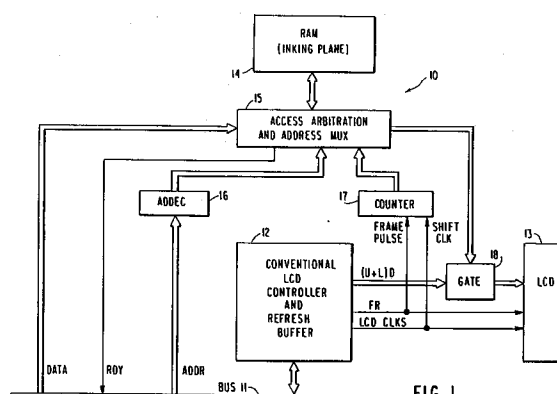 RAM
(INKING PLANE)
14
10
15
ACCESS ARBITRATION
AND ADDRESS MUX
ADDEC
16
17
COUNTER
FRAME
PULSE
SHIFT
CLK
12
13
CONVENTIONAL
LCD
CONTROLLER
AND
REFRESH
BUFFER
(U+L)D
GATE
18
LCD
FR
LCD CLKS
DATA
RDY
ADDR
BUS 11
FIG. 1